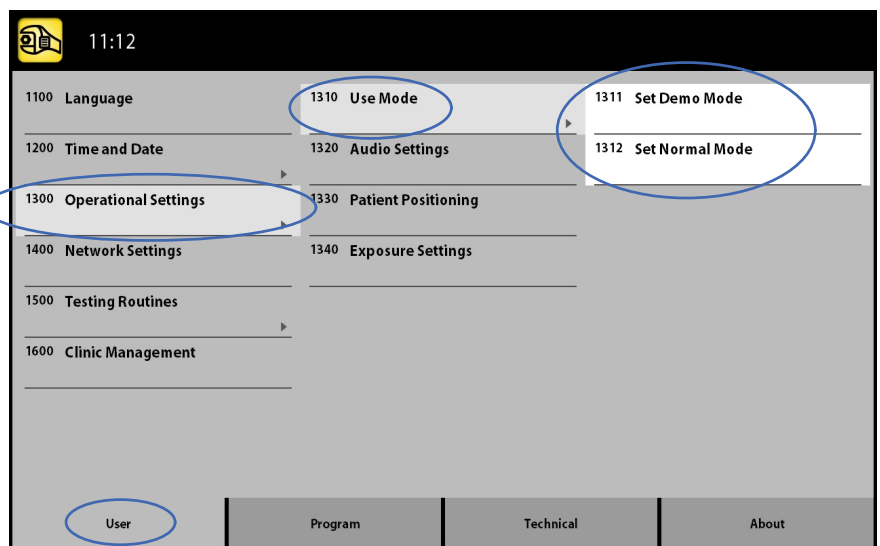 11:12
1100 Language
1200 Time and Date
1300 Operational Settings
1400 Network Settings
1500 Testing Routines
1600 Clinic Management
1310 Use Mode
1320 Audio Settings
1330 Patient Positioning
1340 Exposure Settings
1311 Set Demo Mode
1312 Set Normal Mode
User
Program
Technical
About